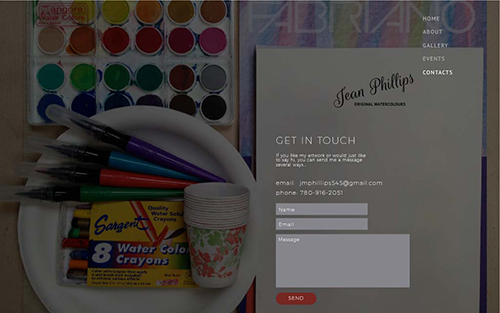 FABRIANO
HOME
ABOUT
GALLERY
EVENTS
CONTACTS
Jean Phillips
ORIGINAL WATERCOLOURS
GET IN TOUCH
If you like my artwork or would just like
to say hi, you can send me a message
several ways...
email jmphillips545@gmail.com
phone: 780-916-2051
Name
Email
Message
SEND
Sargent
Quality Water Soluble
Crayons
8 Water Color
Crayons